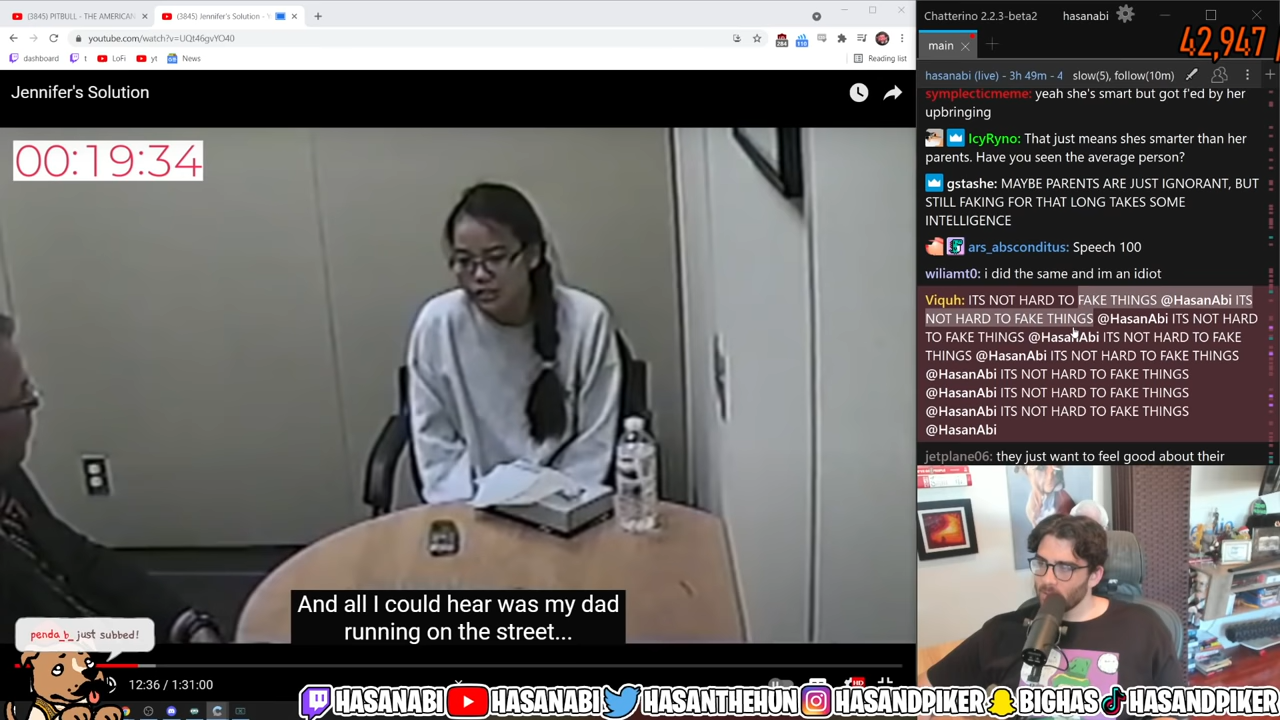 (3845) PITBULL - THE AMERICAN
(3845) Jennifer's Solution -
youtube.com/watch?v=UQt46gvYO40
dashboard
t
LoFi
yt
News
Reading list
Jennifer's Solution
00:19:34
And all I could hear was my dad
running on the street...
penda_b_ just subbed!
12:36 / 1:31:00
HD
Chatterino 2.2.3-beta2
hasanabi
42,947 /
main
hasanabi (live) - 3h 49m - 4
slow(5), follow(10m)
symplecticmeme: yeah she's smart but got f'ed by her
upbringing
IcyRyno: That just means shes smarter than her
parents. Have you seen the average person?
gstashe: MAYBE PARENTS ARE JUST IGNORANT, BUT
STILL FAKING FOR THAT LONG TAKES SOME
INTELLIGENCE
ars_absconditus: Speech 100
wiliamt0: i did the same and im an idiot
Viquh: ITS NOT HARD TO FAKE THINGS @HasanAbi ITS
NOT HARD TO FAKE THINGS @HasanAbi ITS NOT HARD
TO FAKE THINGS @HasanAbi ITS NOT HARD TO FAKE
THINGS @HasanAbi ITS NOT HARD TO FAKE THINGS
@HasanAbi ITS NOT HARD TO FAKE THINGS
@HasanAbi ITS NOT HARD TO FAKE THINGS
@HasanAbi ITS NOT HARD TO FAKE THINGS
@HasanAbi
jetplane06: they just want to feel good about their
HASANABI
HASANABI
HASANTHEHUN
HASANDPIKER
BIGHAS
HASANDPIKER